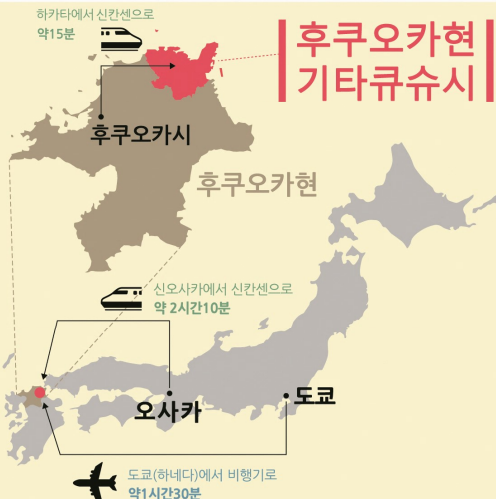 하카타에서 신칸센으로
약15분
후쿠오카현
기타큐슈시
후쿠오카시
후쿠오카현
신오사카에서 신칸센으로
약 2시간10분
오사카
도쿄
도쿄(하네다)에서 비행기로
약1시간30분